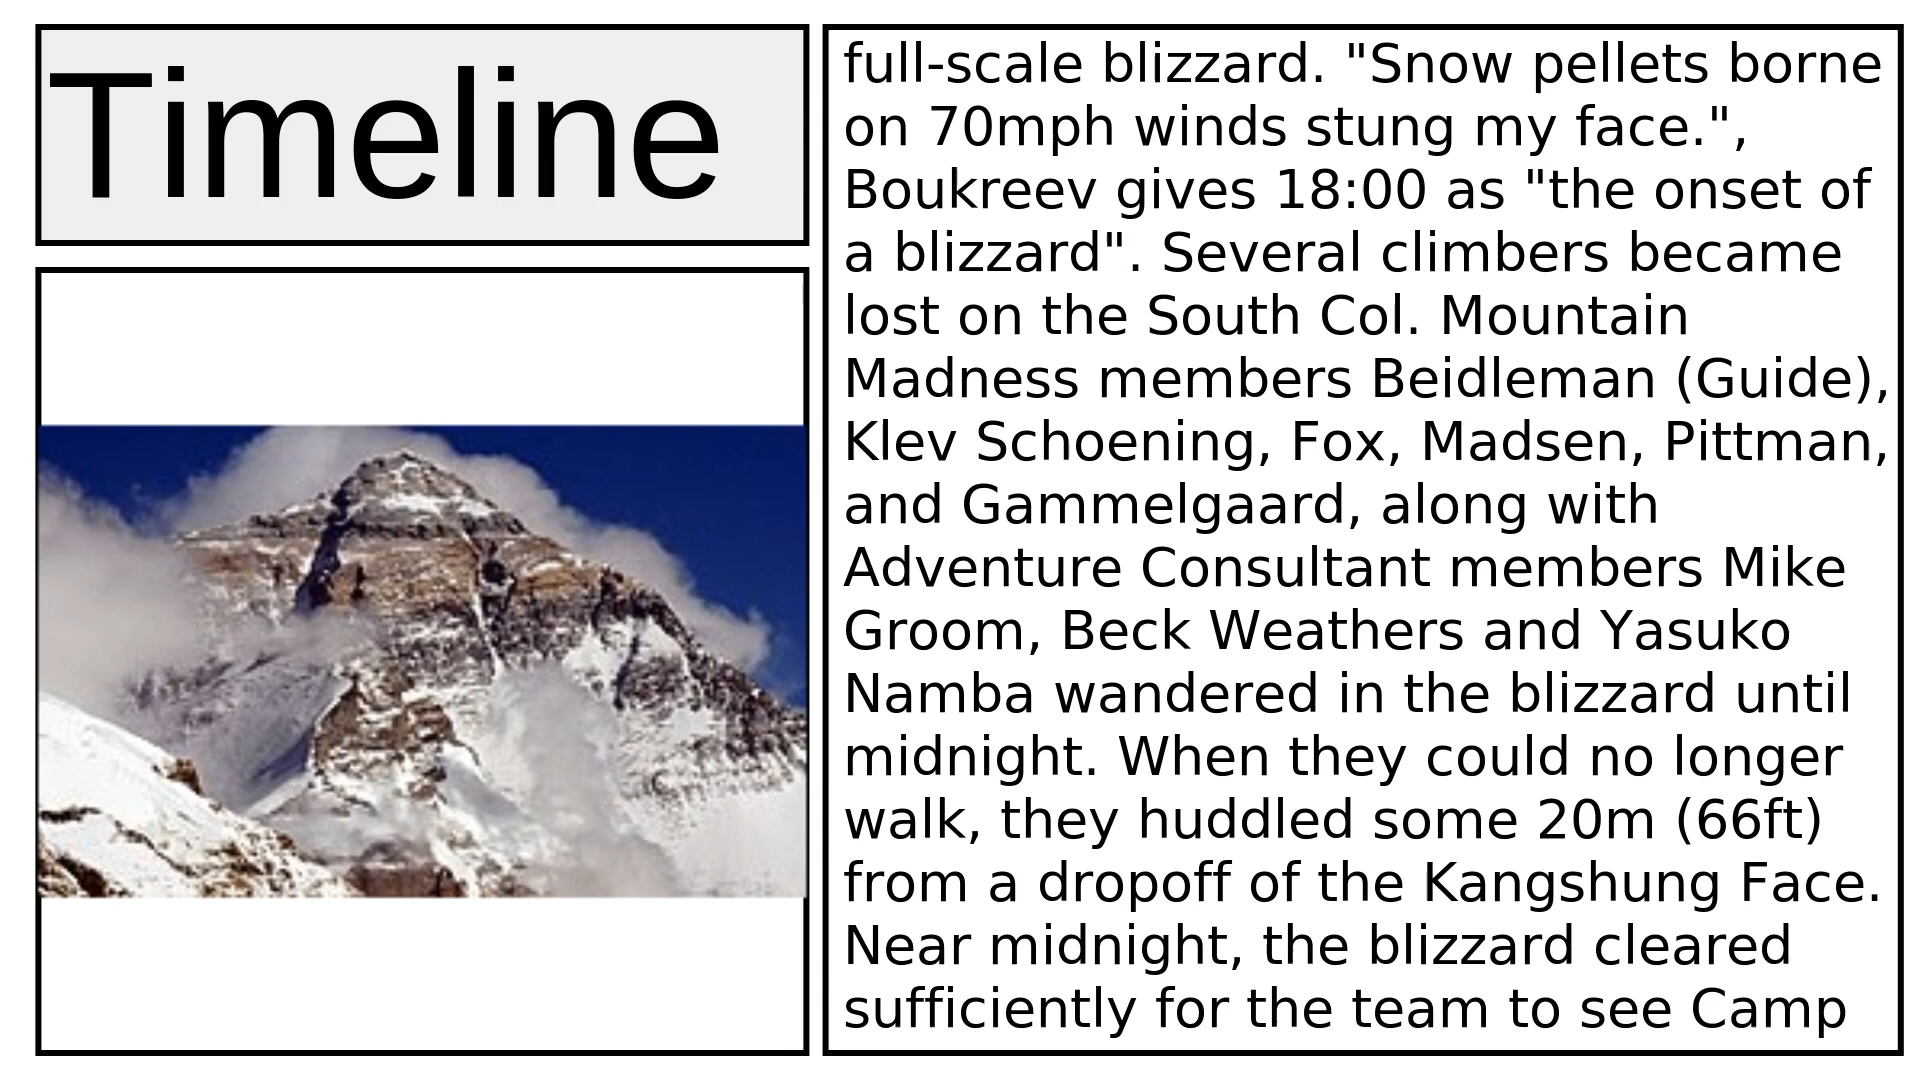 Timeline
full-scale blizzard. "Snow pellets borne
on 70mph winds stung my face.",
Boukreev gives 18:00 as "the onset of
a blizzard". Several climbers became
lost on the South Col. Mountain
Madness members Beidleman (Guide),
Klev Schoening, Fox, Madsen, Pittman,
and Gammelgaard, along with
Adventure Consultant members Mike
Groom, Beck Weathers and Yasuko
Namba wandered in the blizzard until
midnight. When they could no longer
walk, they huddled some 20m (66ft)
from a dropoff of the Kangshung Face.
Near midnight, the blizzard cleared
sufficiently for the team to see Camp